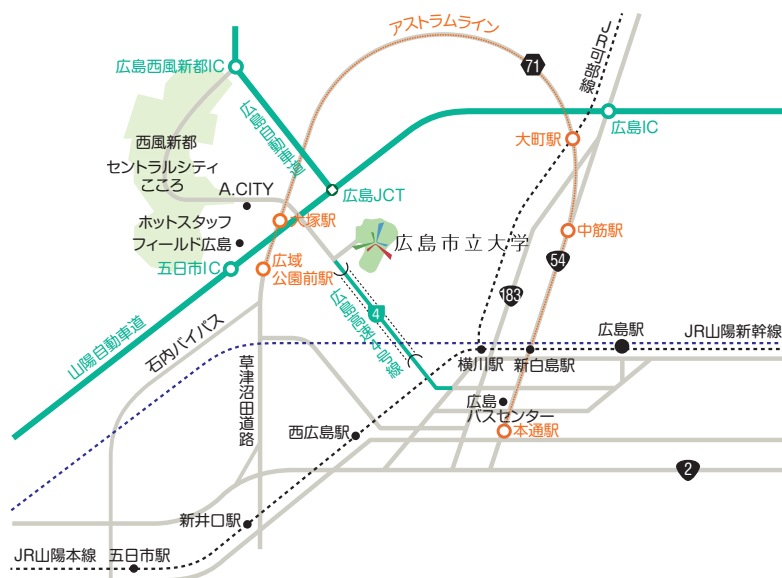 アストラムライン
71
JR可部線
広島西風新都IC
広島自動車道
大町駅
広島IC
西風新都
セントラルシティ
こころ
A.CITY
広島JCT
ホットスタッフ
フィールド広島
大塚駅
広島市立大学
中筋駅
五日市IC
広域
公園前駅
54
183
4
広島高速4号線
山陽自動車道
石内バイパス
草津沼田道路
広島駅
JR山陽新幹線
横川駅
新白島駅
広島
バスセンター
西広島駅
本通駅
2
新井口駅
JR山陽本線
五日市駅